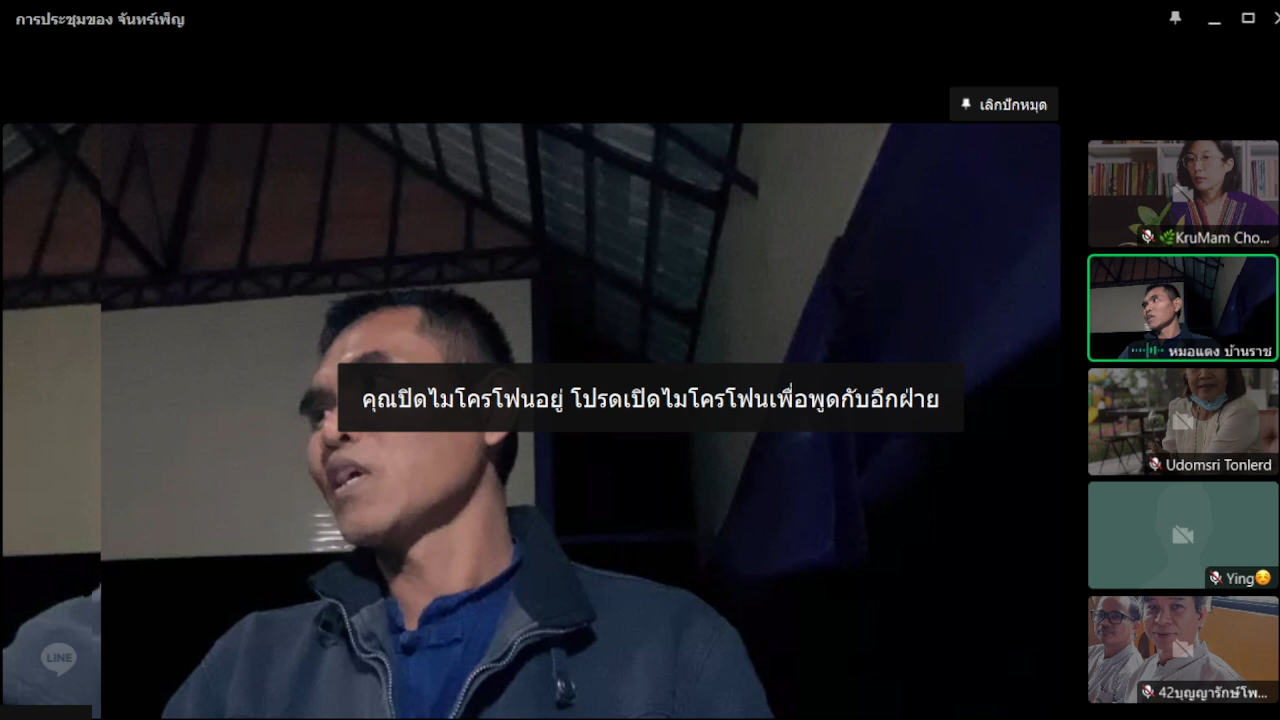 การประชุมของ จันทร์เพ็ญ
เลิกปักหมุด
🌿KruMam Cho...
หมอแดง บ้านราช
คุณปิดไมโครโฟนอยู่ โปรดเปิดไมโครโฟนเพื่อพูดกับอีกฝ่าย
Udomsri Tonlerd
Ying☺️
LINE
42บุญญารักษ์โพ...